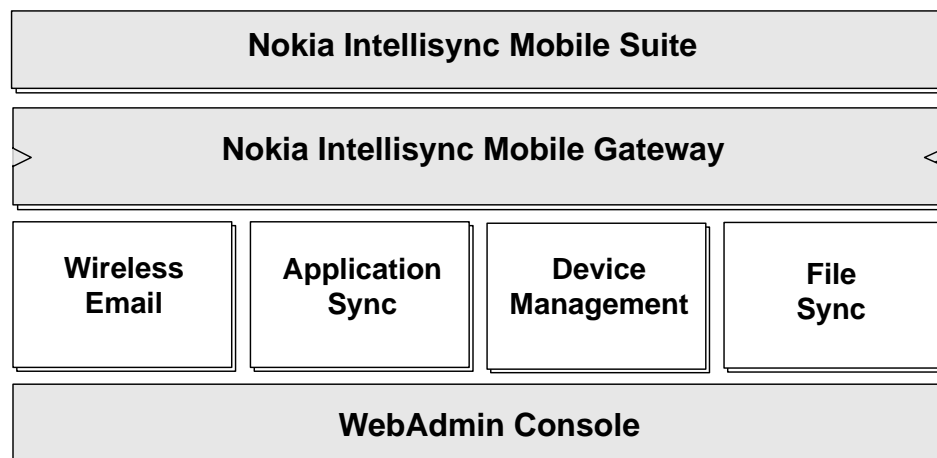 Nokia Intellisync Mobile Suite
Nokia Intellisync Mobile Gateway
Wireless
Email
Application
Sync
Device
Management
File
Sync
WebAdmin Console